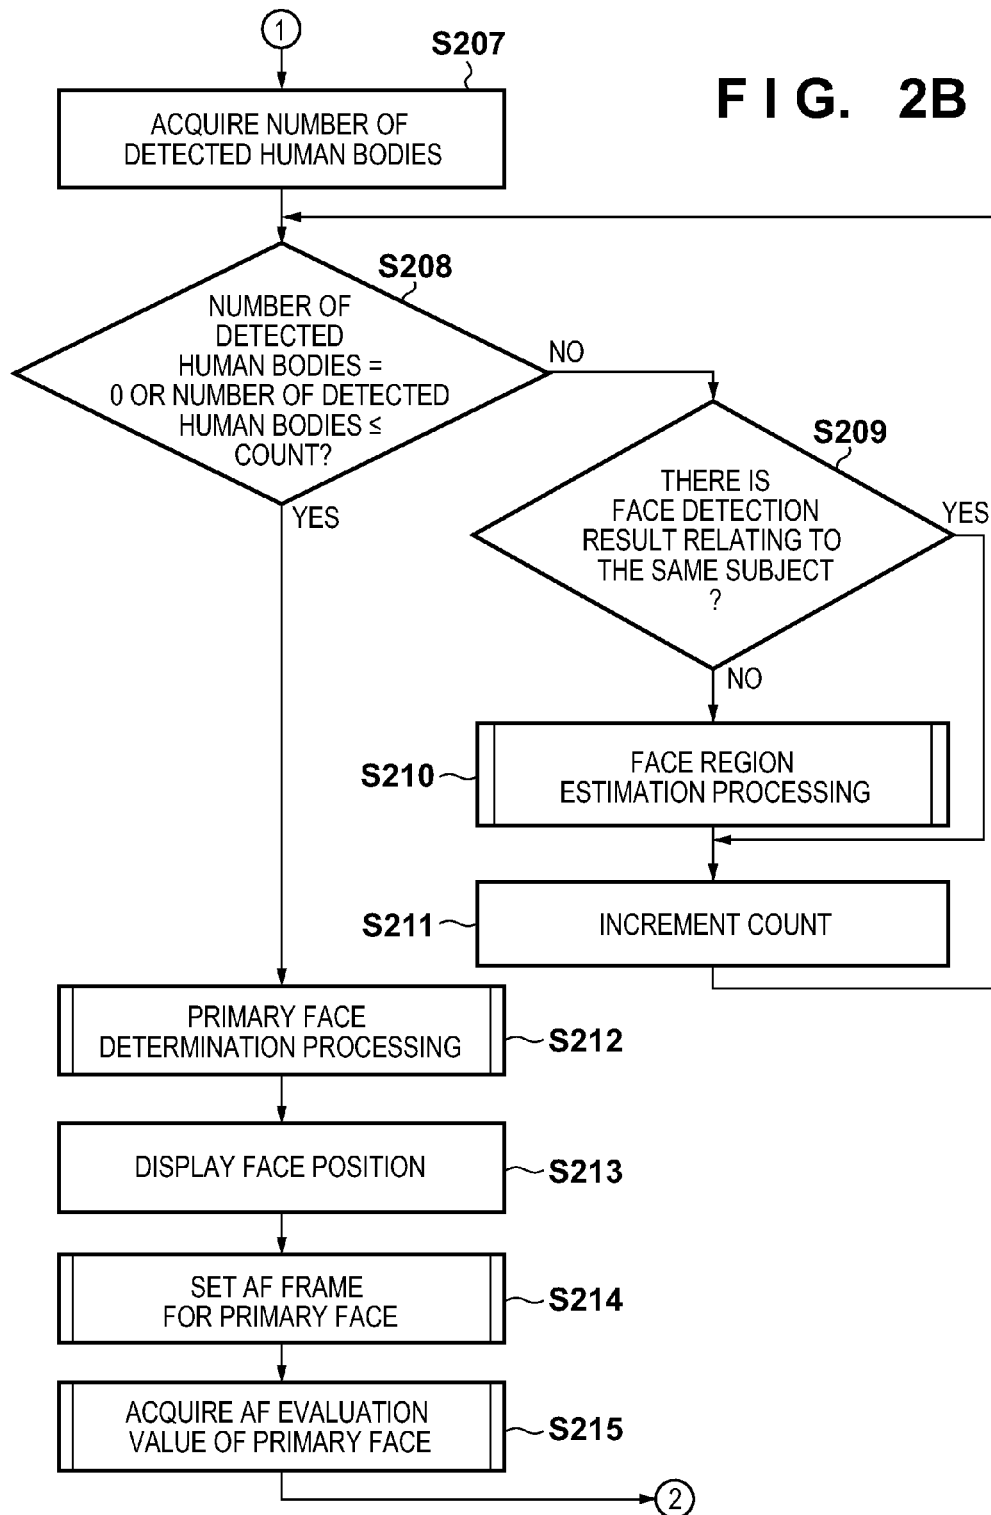 1
S207
FIG. 2B
ACQUIRE NUMBER OF
DETECTED HUMAN BODIES
S208
NUMBER OF
DETECTED
HUMAN BODIES =
0 OR NUMBER OF DETECTED
HUMAN BODIES ≤
COUNT?
NO
YES
S209
THERE IS
FACE DETECTION
RESULT RELATING TO
THE SAME SUBJECT
?
YES
NO
S210
FACE REGION
ESTIMATION PROCESSING
S211
INCREMENT COUNT
PRIMARY FACE
DETERMINATION PROCESSING
S212
DISPLAY FACE POSITION
S213
SET AF FRAME
FOR PRIMARY FACE
S214
ACQUIRE AF EVALUATION
VALUE OF PRIMARY FACE
S215
2